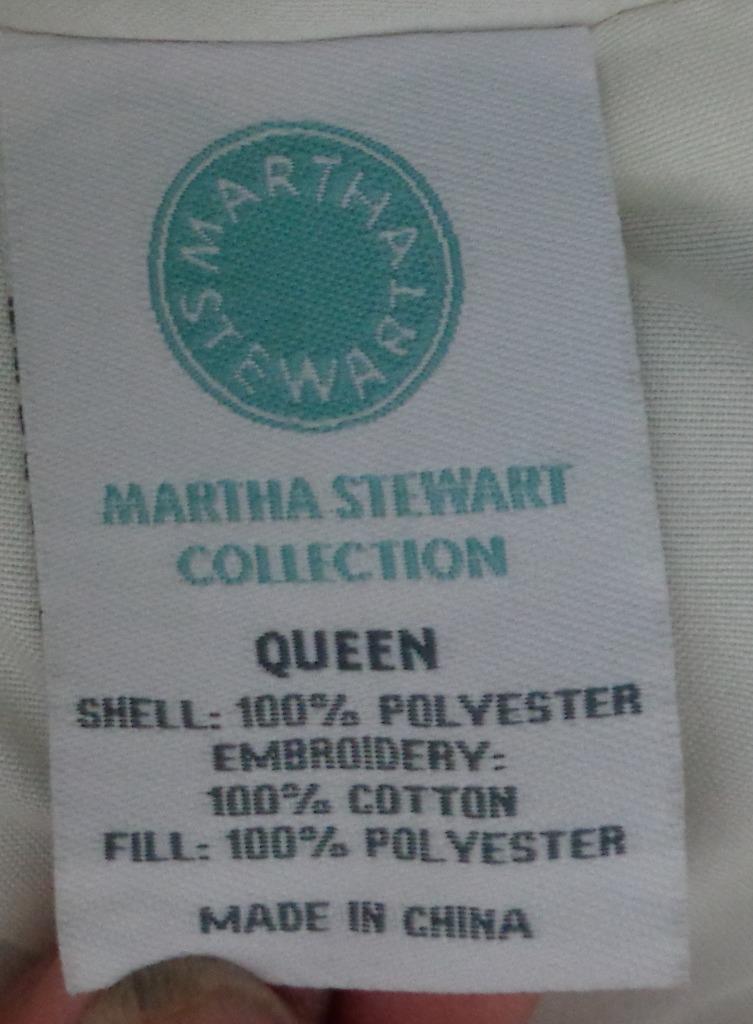 MARTHA STEWART
MARTHA STEWART
COLLECTION
QUEEN
SHELL: 100% POLYESTER
EMBROIDERY:
100% COTTON
FILL: 100% POLYESTER
MADE IN CHINA